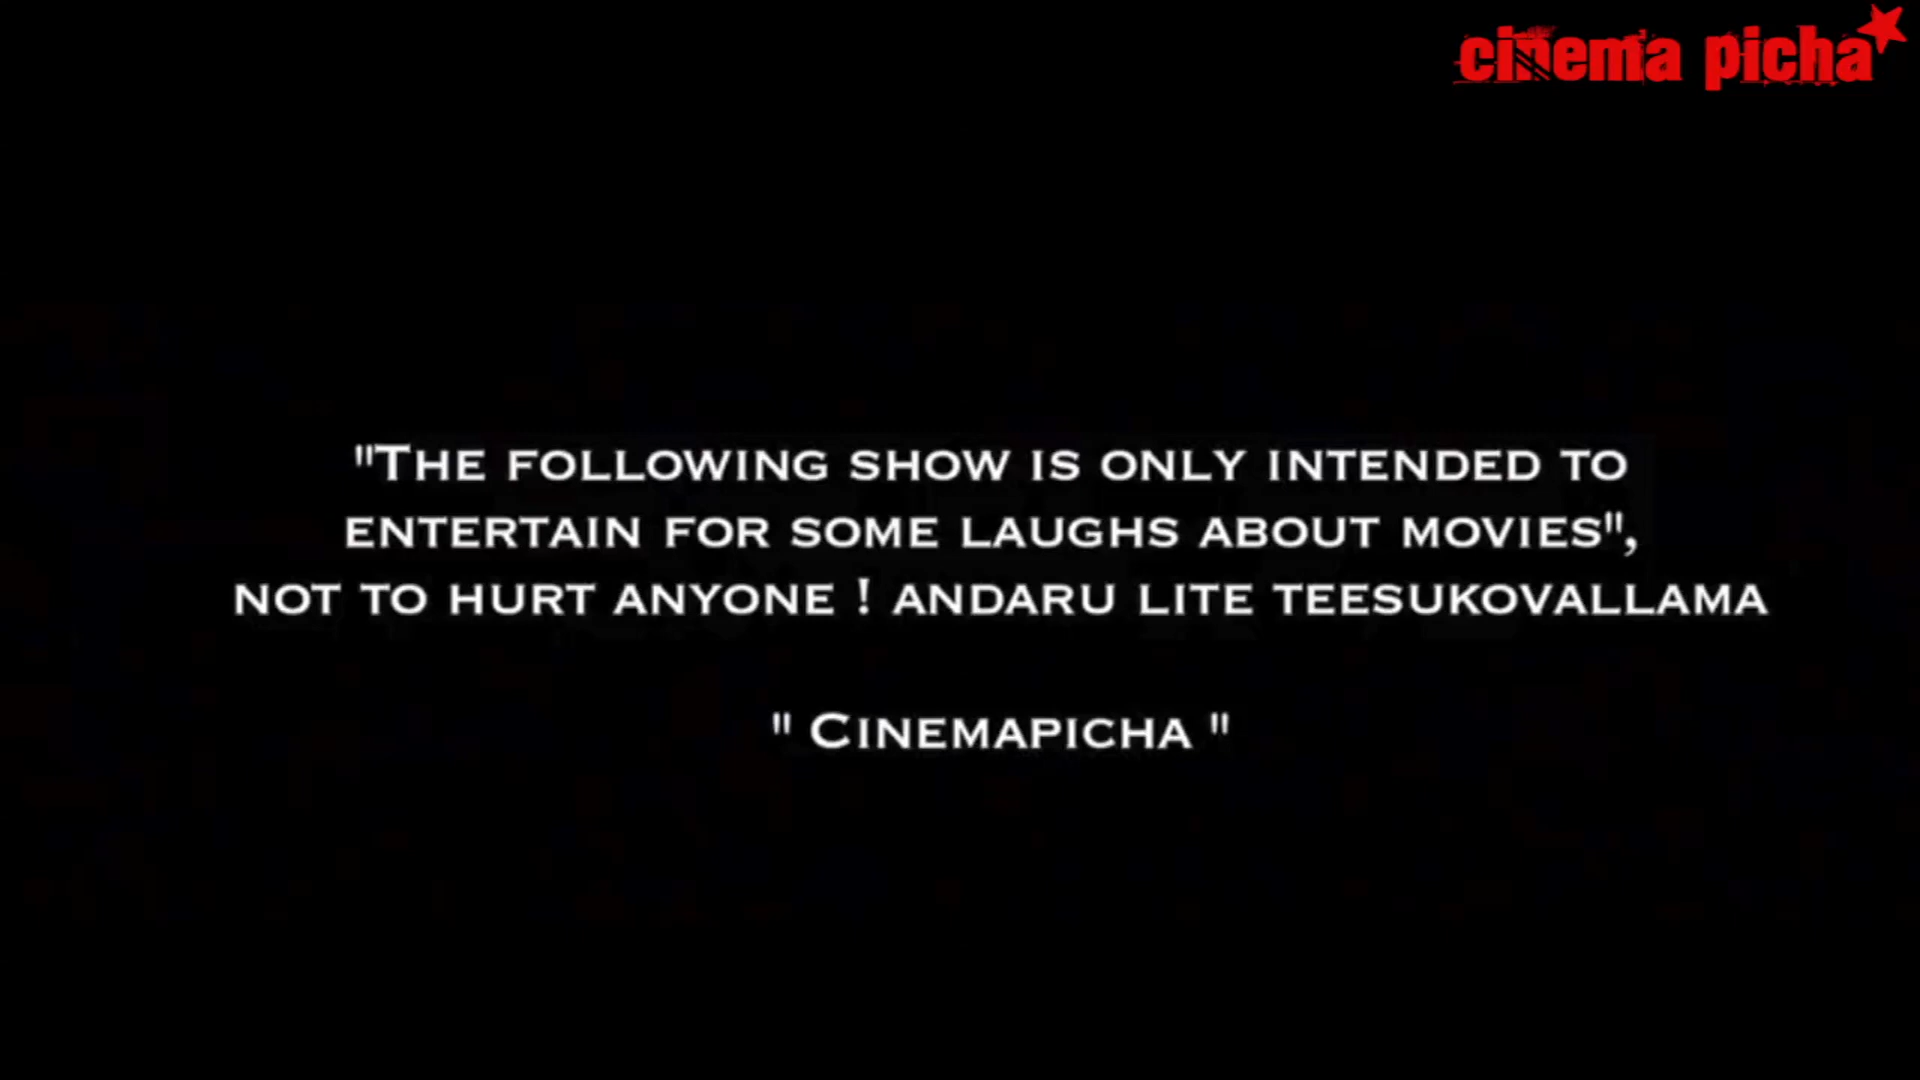 cinema picha
"The following show is only intended to
entertain for some laughs about movies",
not to hurt anyone ! andaru lite teesukovallama
" Cinemapicha "